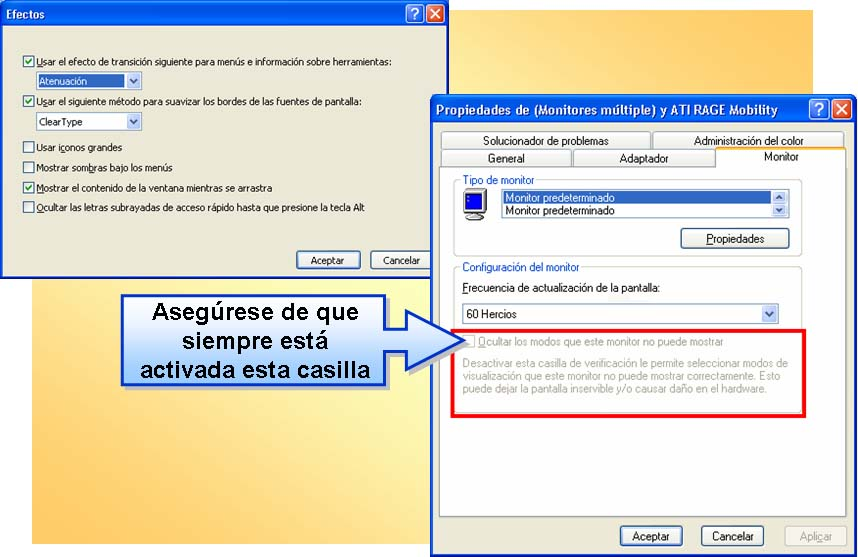 Efectos
Usar el efecto de transición siguiente para menús e información sobre herramientas:
Atenuación
Usar el siguiente método para suavizar los bordes de las fuentes de pantalla:
ClearType
Usar iconos grandes
Mostrar sombras bajo los menús
Mostrar el contenido de la ventana mientras se arrastra
Ocultar las letras subrayadas de acceso rápido hasta que presione la tecla Alt
Aceptar
Cancelar
Propiedades de (Monitores múltiple) y ATI RAGE Mobility
Solucionador de problemas
Administración del color
General
Adaptador
Monitor
Tipo de monitor
Monitor predeterminado
Monitor predeterminado
Propiedades
Configuración del monitor
Frecuencia de actualización de la pantalla:
60 Hercios
Asegúrese de que
siempre está
activada esta casilla
Ocultar los modos que este monitor no puede mostrar
Desactivar esta casilla de verificación le permite seleccionar modos de
visualización que este monitor no puede mostrar correctamente. Esto
puede dejar la pantalla inservible y/o causar daño en el hardware.
Aceptar
Cancelar
Aplicar